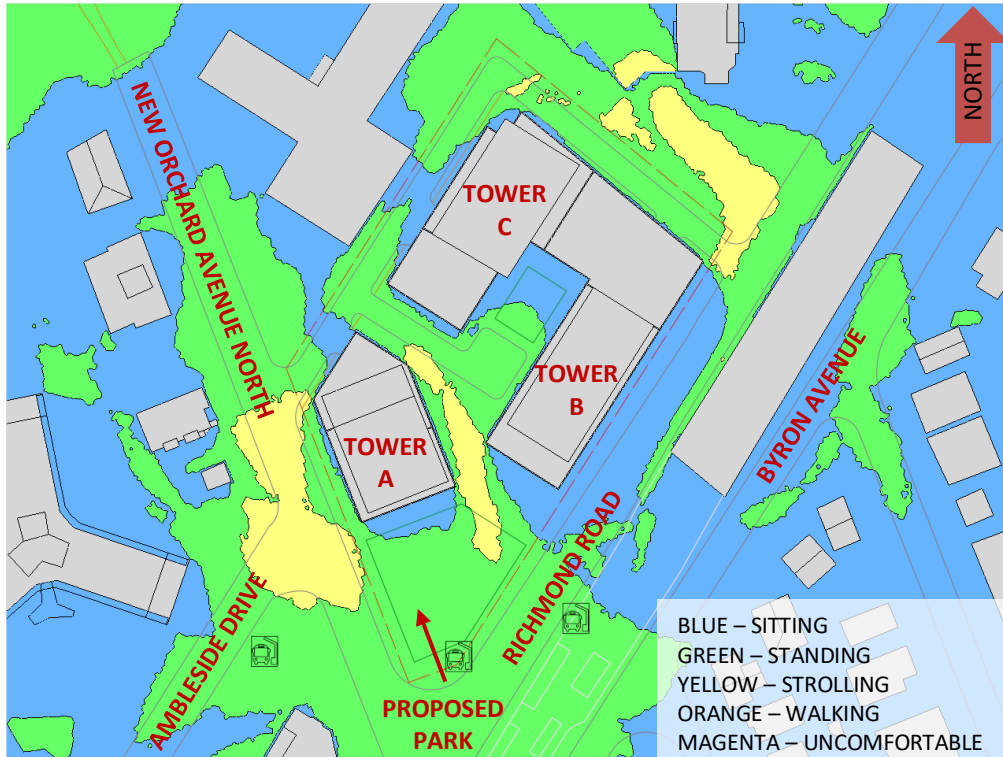 NORTH
NEW ORCHARD AVENUE NORTH
TOWER
C
TOWER
B
TOWER
A
BYRON AVENUE
RICHMOND ROAD
AMBLESIDE DRIVE
PROPOSED
PARK
BLUE – SITTING
GREEN – STANDING
YELLOW – STROLLING
ORANGE – WALKING
MAGENTA – UNCOMFORTABLE